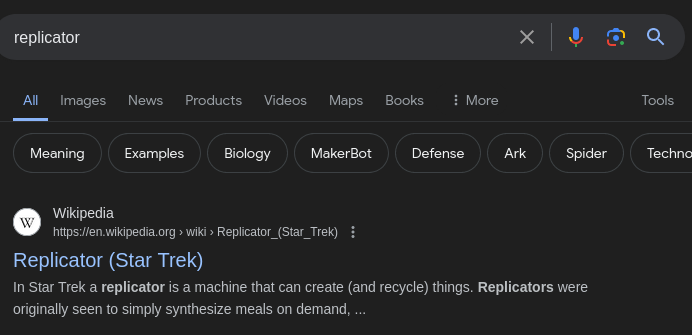 replicator
All Images News Products Videos Maps Books More Tools
Meaning Examples Biology MakerBot Defense Ark Spider Techno
W
Wikipedia
https://en.wikipedia.org › wiki › Replicator_(Star_Trek)
Replicator (Star Trek)
In Star Trek a replicator is a machine that can create (and recycle) things. Replicators were
originally seen to simply synthesize meals on demand, ...